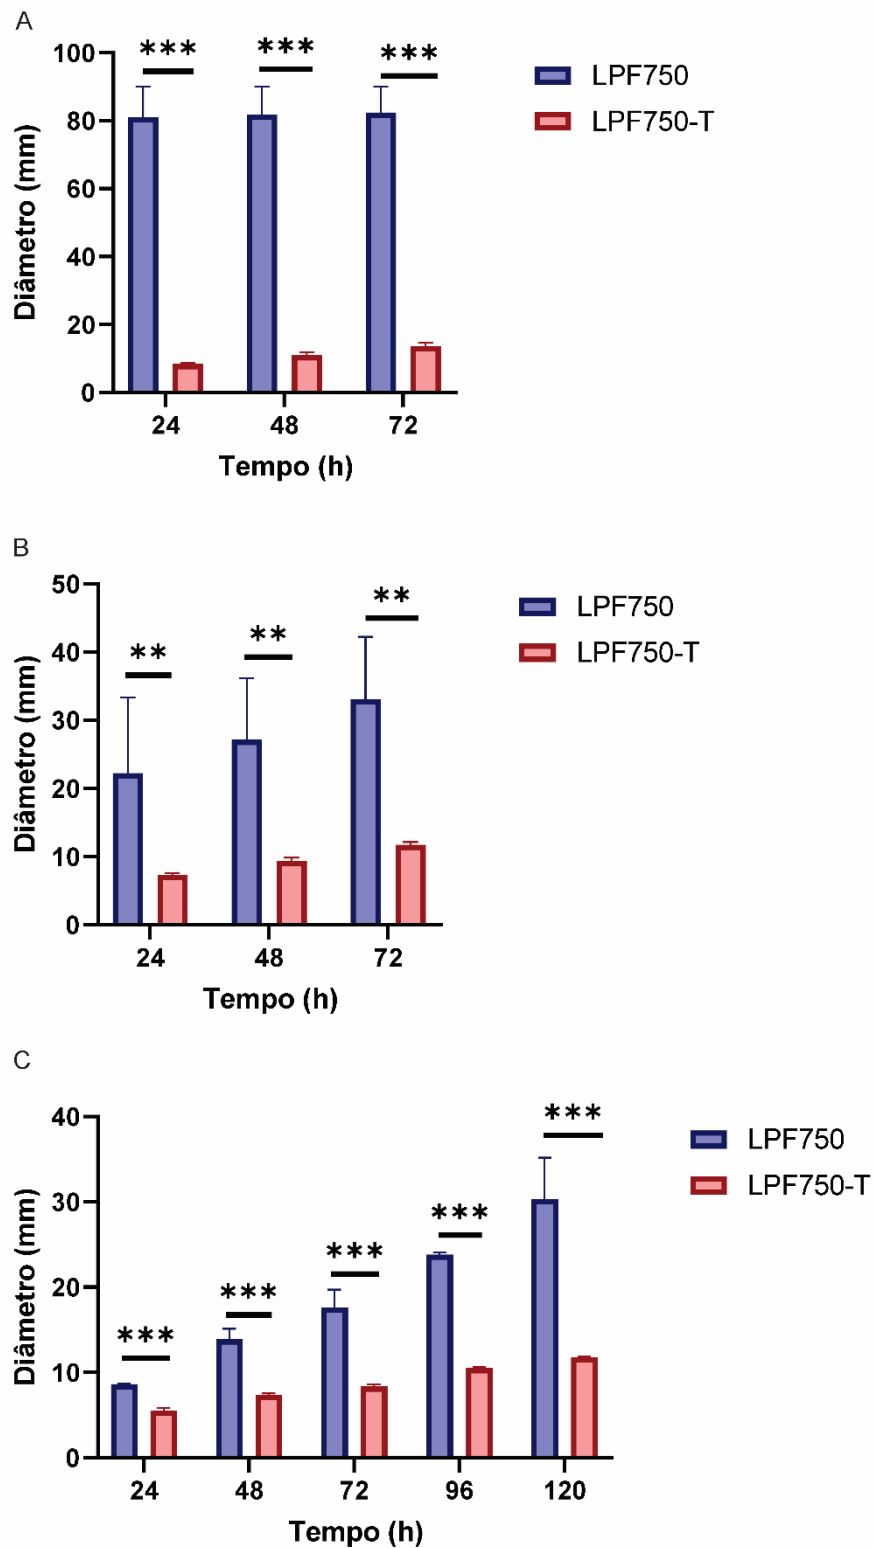 A
***
***
***
100
80
60
40
20
0
Diâmetro (mm)
24
48
72
Tempo (h)
LPF750
LPF750-T
B
**
**
**
50
40
30
20
10
0
Diâmetro (mm)
24
48
72
Tempo (h)
LPF750
LPF750-T
C
***
***
***
***
***
40
30
20
10
0
Diâmetro (mm)
24
48
72
96
120
Tempo (h)
LPF750
LPF750-T